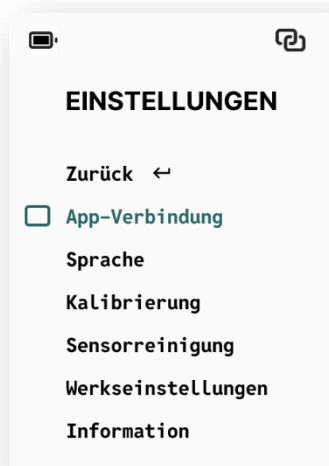 EINSTELLUNGEN
Zurück ↵
App-Verbindung
Sprache
Kalibrierung
Sensorreinigung
Werkseinstellungen
Information